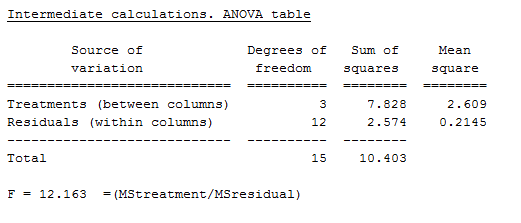 Intermediate calculations. ANOVA table
Source of Degrees of Sum of Mean
variation freedom squares square
============================ ========== ======== ========
Treatments (between columns) 3 7.828 2.609
Residuals (within columns) 12 2.574 0.2145
---------------------------- ---------- --------
Total 15 10.403
F = 12.163 =(MStreatment/MSresidual)